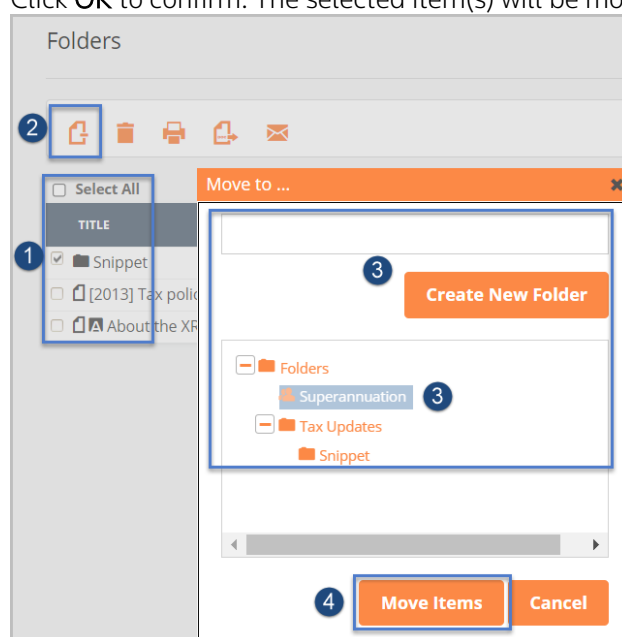 Click OK to confirm. The selected item(s) will be mo
Folders
2
Select All
Move to ...
TITLE
3
1
Snippet
Create New Folder
[2013] Tax polic
A About the XR
Folders
Superannuation 3
Tax Updates
Snippet
4 Move Items Cancel